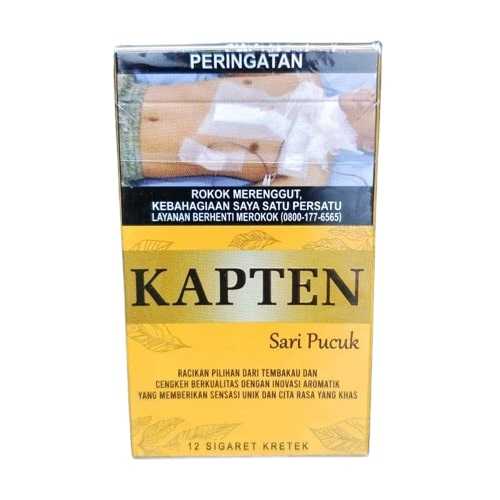 PERINGATAN
ROKOK MERENGGUT,
KEBAHAGIAAN SAYA SATU PERSATU
LAYANAN BERHENTI MEROKOK (0800-177-6565)
KAPTEN
Sari Pucuk
RACIKAN PILIHAN DARI TEMBAKAU DAN
CENGKEH BERKUALITAS DENGAN INOVASI AROMATIK
YANG MEMBERIKAN SENSASI UNIK DAN CITA RASA YANG KHAS
12 SIGARET KRETEK